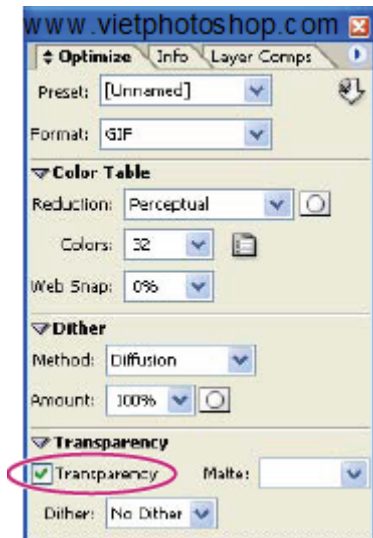 www.vietphotoshop.com
Optimize Info Layer Comps
Preset: [Unnamed]
Format: GIF
Color Table
Reduction: Perceptual
Colors: 32
Web Snap: 0%
Dither
Method: Diffusion
Amount: 100%
Transparency
Transparency Matte:
Dither: No Dither